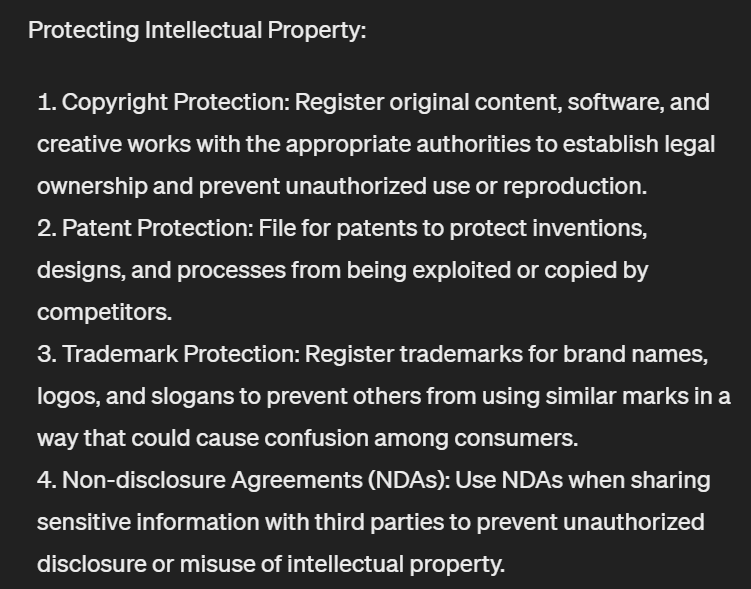 Protecting Intellectual Property:
1. Copyright Protection: Register original content, software, and
creative works with the appropriate authorities to establish legal
ownership and prevent unauthorized use or reproduction.
2. Patent Protection: File for patents to protect inventions,
designs, and processes from being exploited or copied by
competitors.
3. Trademark Protection: Register trademarks for brand names,
logos, and slogans to prevent others from using similar marks in a
way that could cause confusion among consumers.
4. Non-disclosure Agreements (NDAs): Use NDAs when sharing
sensitive information with third parties to prevent unauthorized
disclosure or misuse of intellectual property.